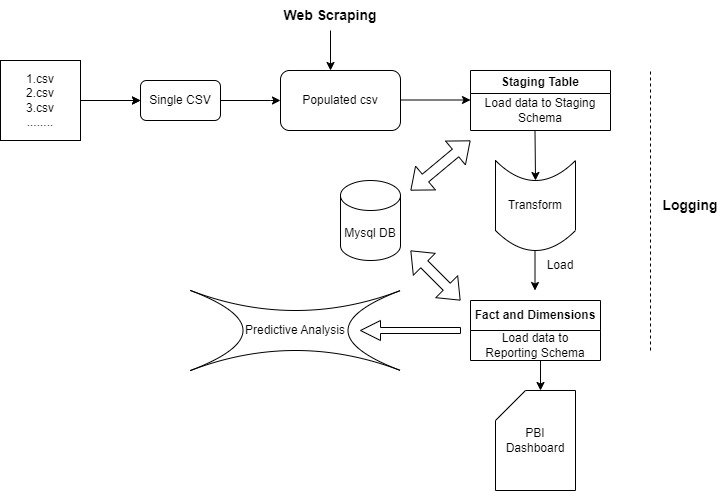 Web Scraping
1.csv
2.csv
3.csv
........
Single CSV
Populated csv
Staging Table
Load data to Staging
Schema
Transform
Logging
Mysql DB
Load
Fact and Dimensions
Load data to
Reporting Schema
Predictive Analysis
PBI
Dashboard